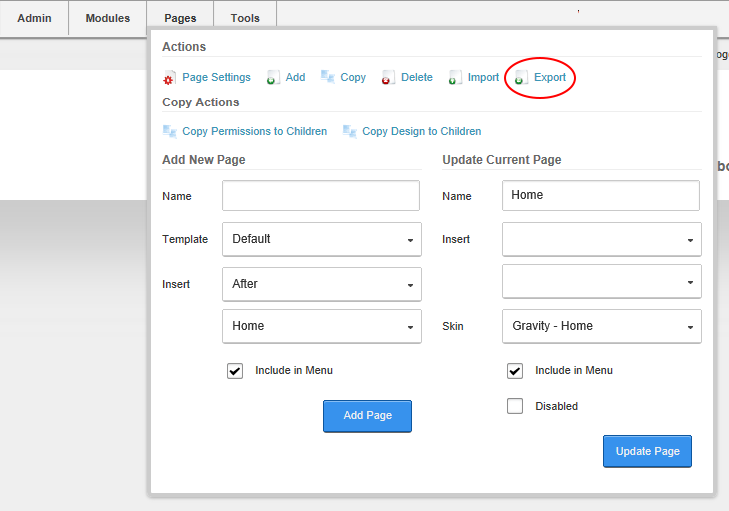 Admin Modules Pages Tools
Actions
Page Settings Add Copy Delete Import Export
Copy Actions
Copy Permissions to Children Copy Design to Children
Add New Page Update Current Page
Name Name Home
Template Default Insert
Insert After
Home Skin Gravity - Home
Include in Menu Include in Menu
Disabled
Add Page
Update Page